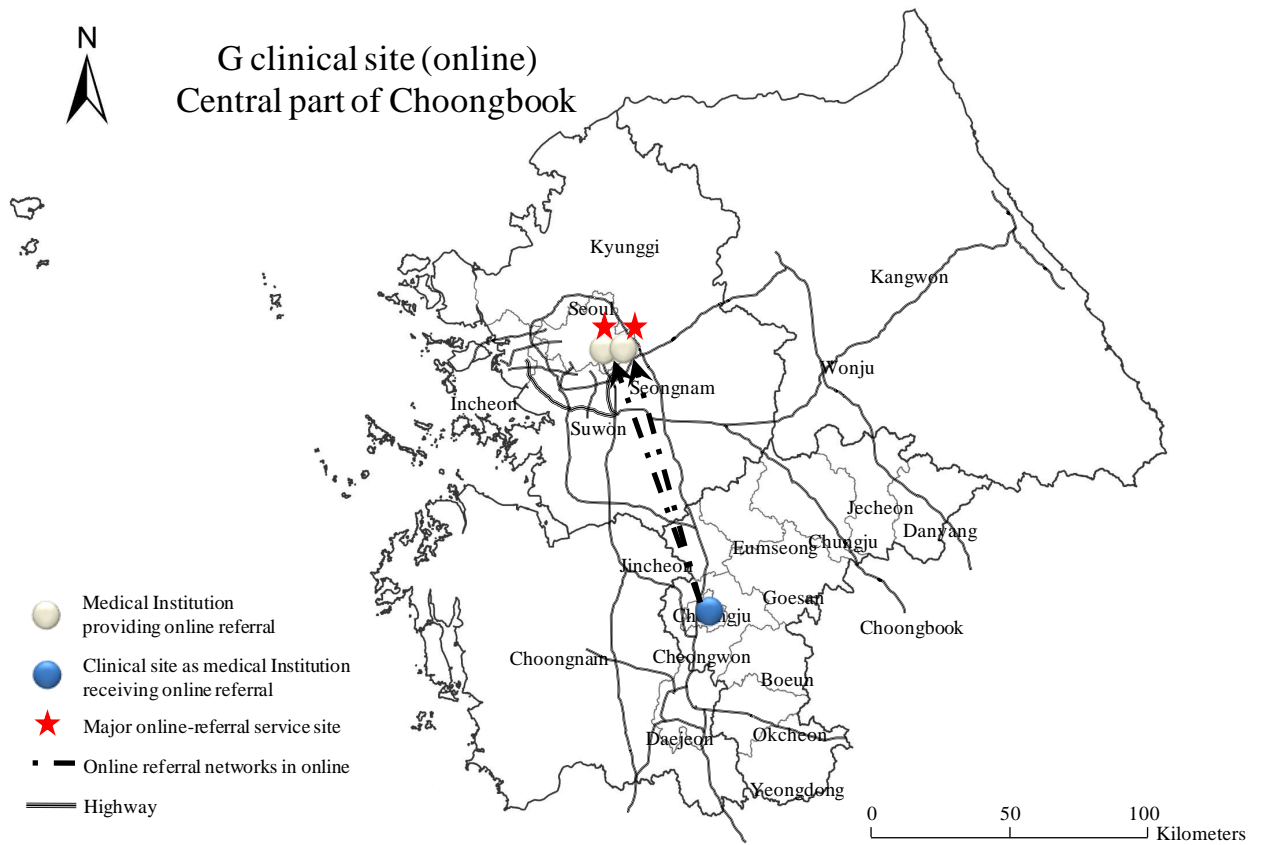 N
G clinical site (online)
Central part of Choongbook
Kyunggi
Kangwon
Seoul
Wonju
Seongnam
Incheon
Suwon
Jecheon
Danyang
Chungju
Eumseong
Jincheon
Goesan
Choongbook
Cheongwon
Choongnam
Boeun
Okcheon
Daejeon
Yeongdong
Medical Institution
providing online referral
Clinical site as medical Institution
receiving online referral
Major online-referral service site
Online referral networks in online
Highway
0 50 100
Kilometers